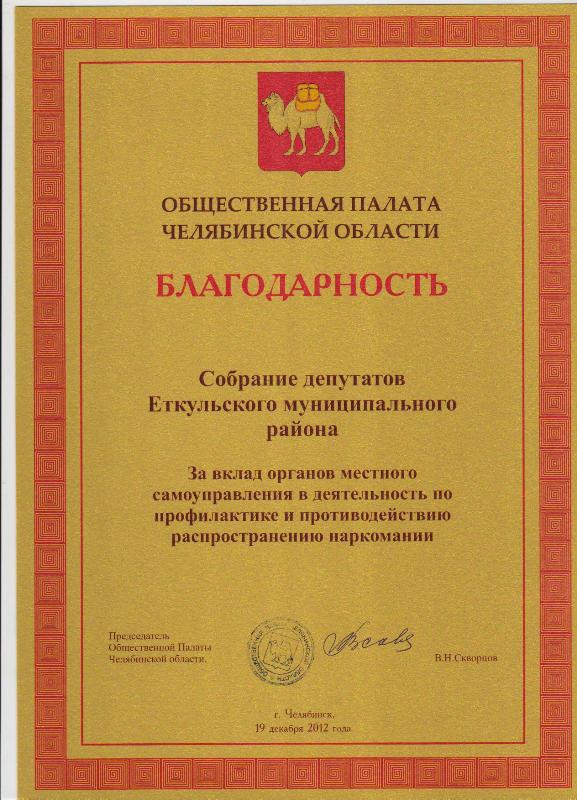 ОБЩЕСТВЕННАЯ ПАЛАТА
ЧЕЛЯБИНСКОЙ ОБЛАСТИ
БЛАГОДАРНОСТЬ
Собрание депутатов
Еткульского муниципального
района
За вклад органов местного
самоуправления в деятельность по
профилактике и противодействию
распространению наркомании
Председатель
Общественной Палаты
Челябинской области.
В.Н.Скворцов
г. Челябинск.
19 декабря 2012 года